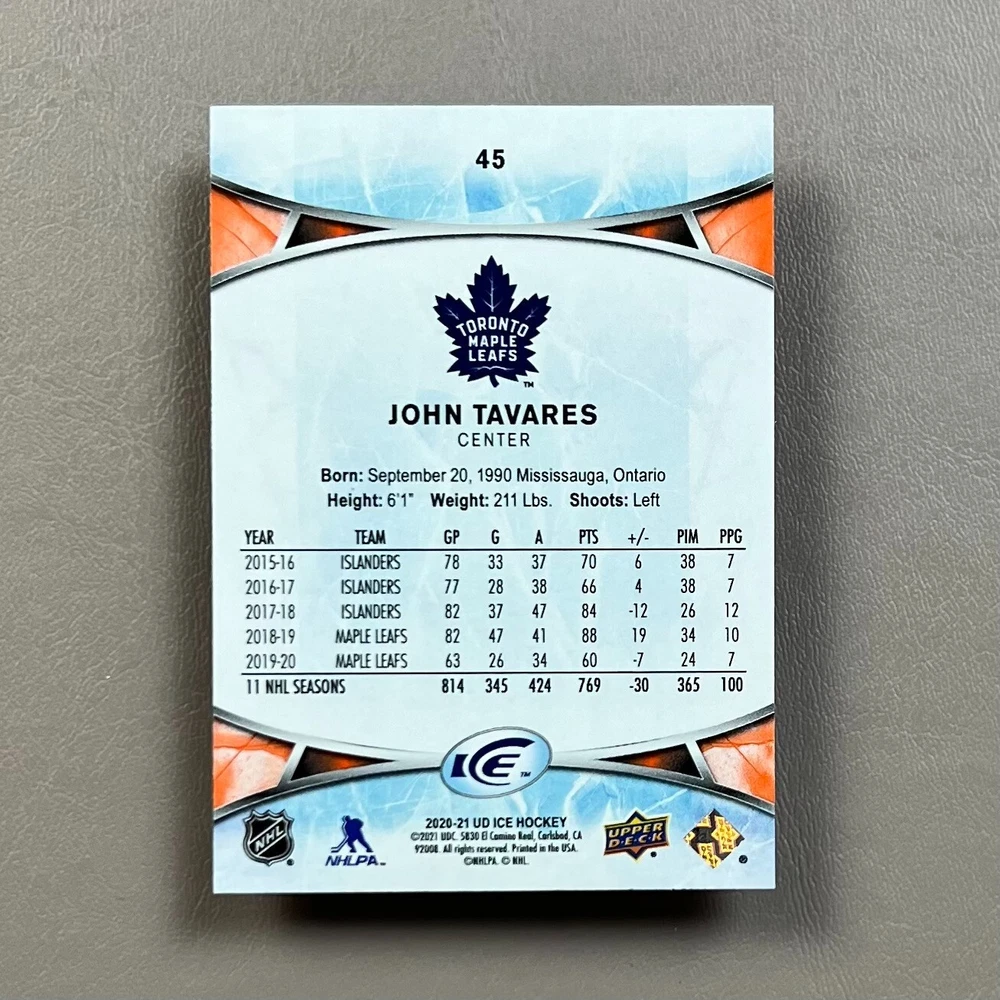 45
TORONTO
MAPLE
LEAFS
TM
JOHN TAVARES
CENTER
Born: September 20, 1990 Mississauga, Ontario
Height: 6'1" Weight: 211 Lbs. Shoots: Left
YEAR TEAM GP G A PTS +/- PIM PPG
2015-16 ISLANDERS 78 33 37 70 6 38 7
2016-17 ISLANDERS 77 28 38 66 4 38 7
2017-18 ISLANDERS 82 37 47 84 -12 26 12
2018-19 MAPLE LEAFS 82 47 41 88 19 34 10
2019-20 MAPLE LEAFS 63 26 34 60 -7 24 7
11 NHL SEASONS 814 345 424 769 -30 365 100
ICE TM
2020-21 UD ICE HOCKEY
©2021 UDC. 5830 El Camino Real, Carlsbad, CA
92008. All rights reserved. Printed in the USA.
©NHLPA. © NHL.
NHL ®
NHLPA
UPPER
DECK ®
®